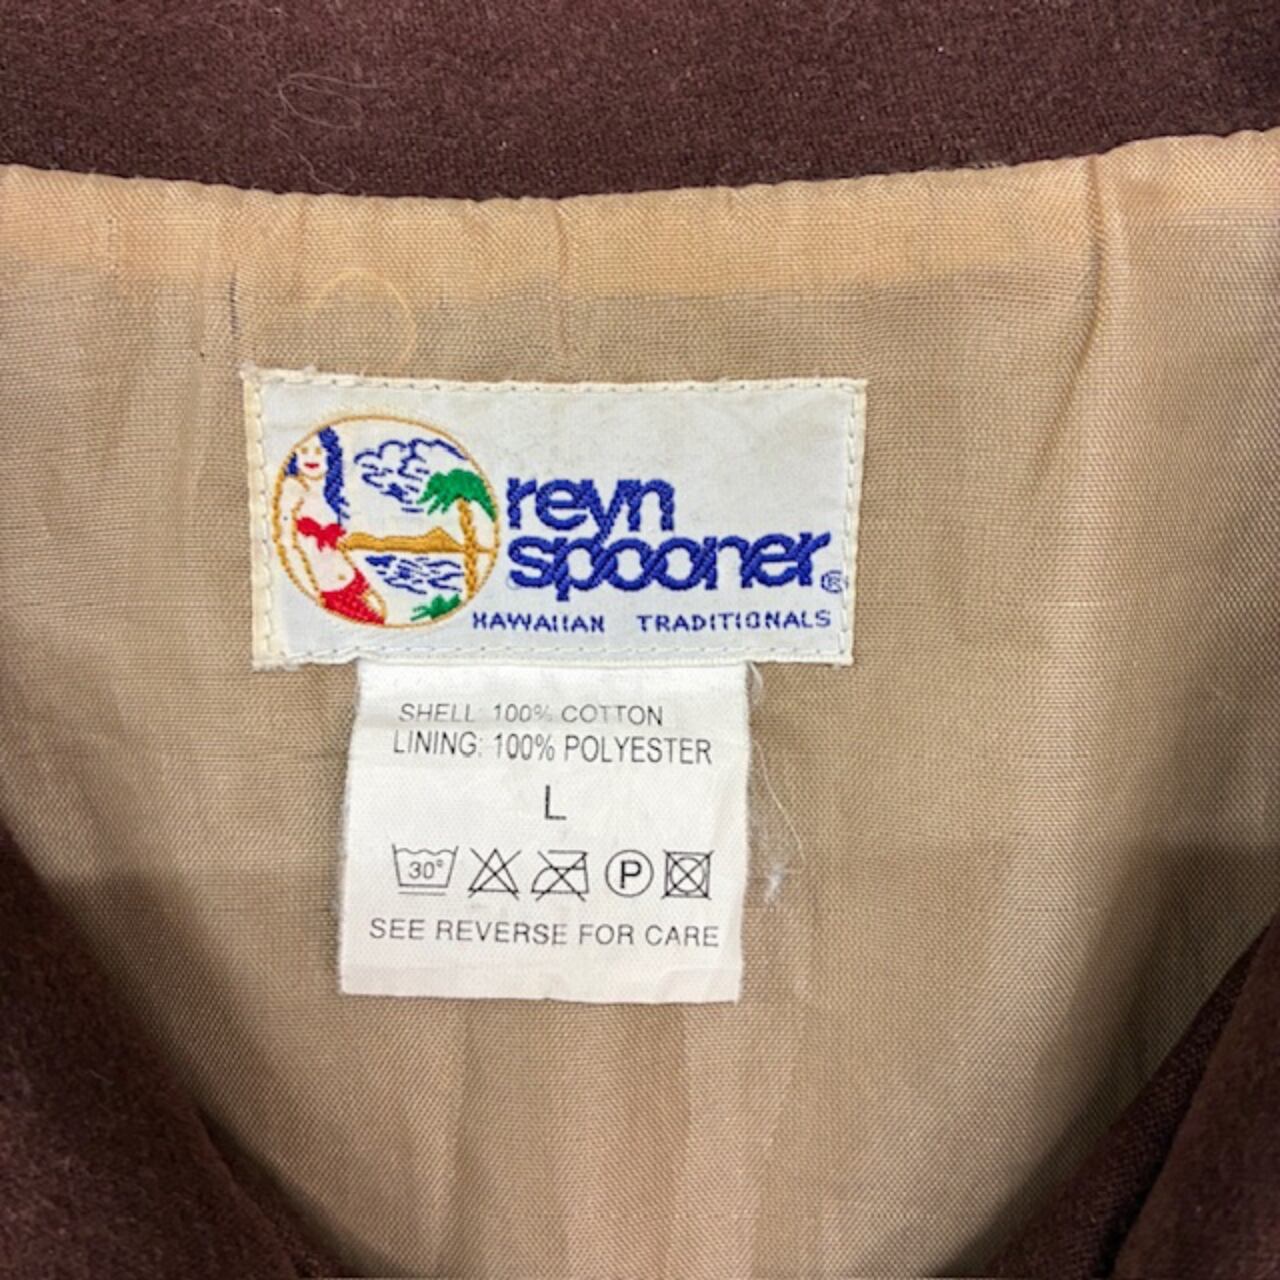 reyn
spooner®
HAWAIIAN TRADITIONALS
SHELL: 100% COTTON
LINING: 100% POLYESTER
L
30°
P
SEE REVERSE FOR CARE